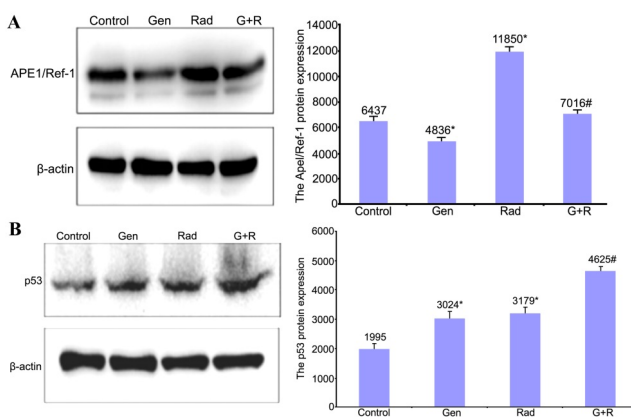 A
Control Gen Rad G+R
APE1/Ref-1
β-actin
The ApeI/Ref-1 protein expression
14000
12000
10000
8000
6000
4000
2000
0
6437
4836*
11850*
7016#
Control Gen Rad G+R
B
Control Gen Rad G+R
p53
β-actin
The p53 protein expression
6000
5000
4000
3000
2000
1000
0
1995
3024*
3179*
4625#
Control Gen Rad G+R